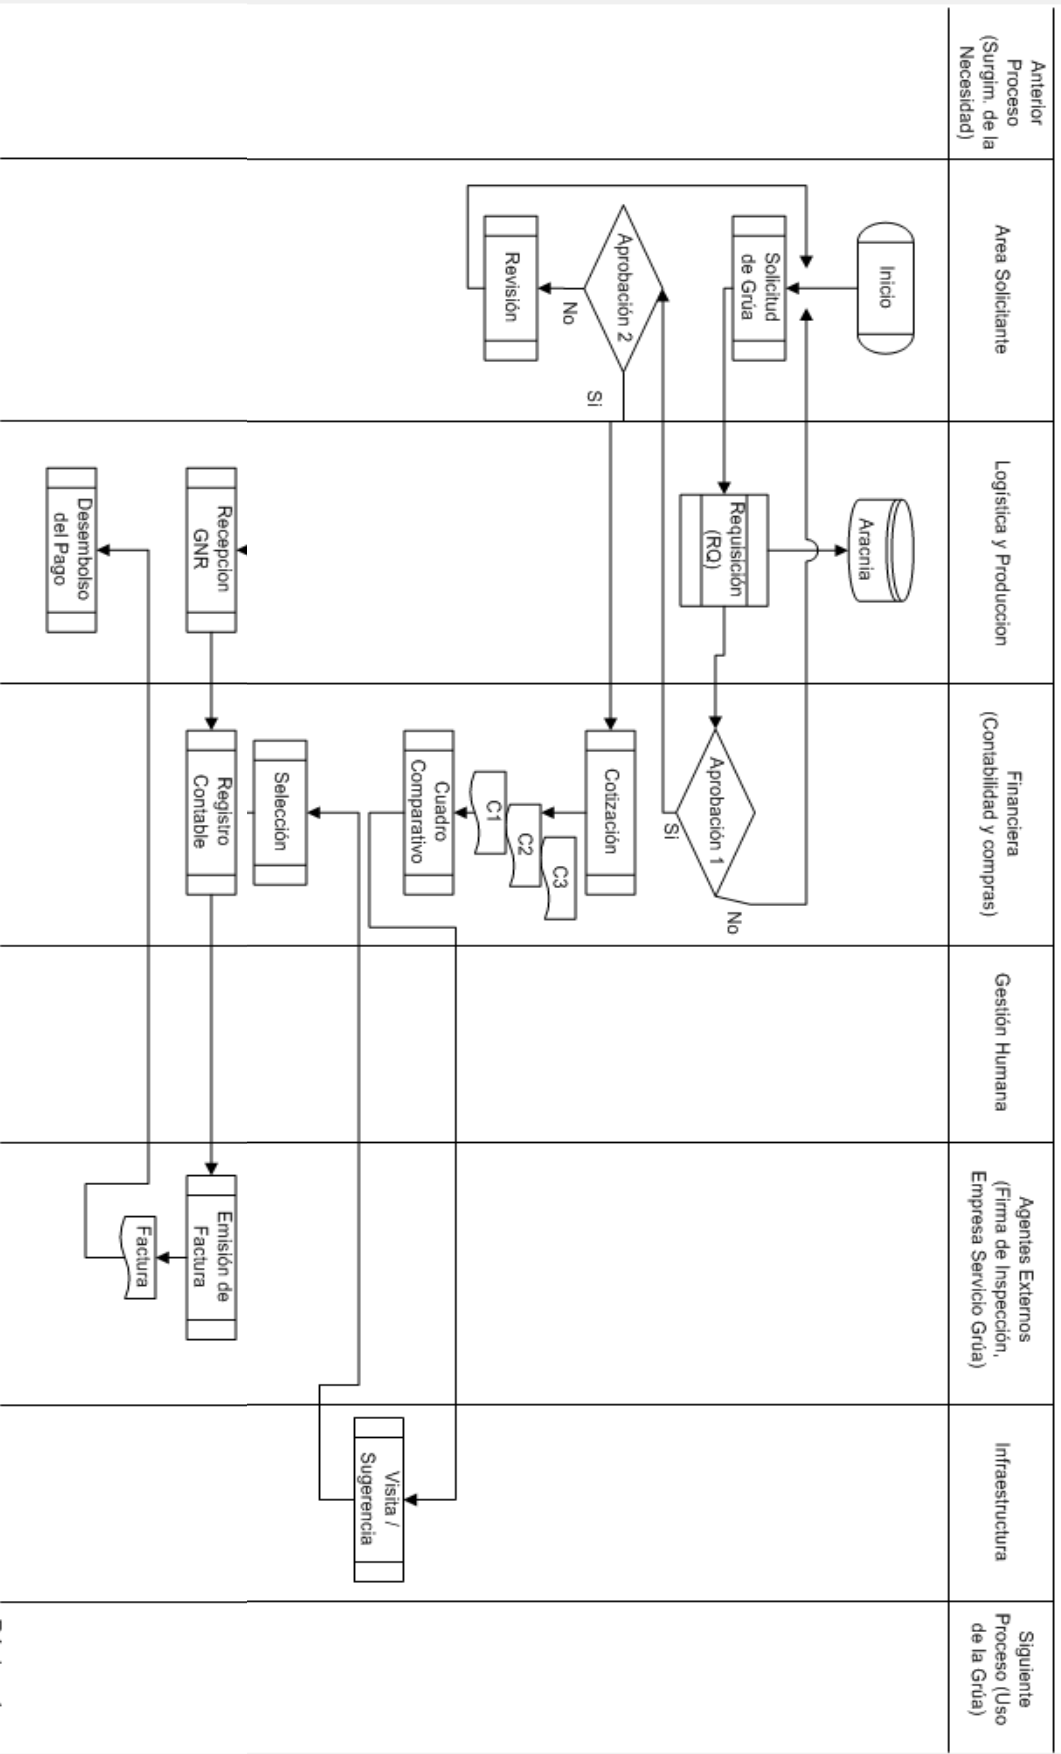 Anterior
Proceso
(Surgim. de la
Necesidad)
Area Solicitante
Logística y Produccion
Financiera
(Contabilidad y compras)
Gestión Humana
Agentes Externos
(Firma de Inspección,
Empresa Servicio Grúa)
Infraestructura
Siguiente
Proceso (Uso
de la Grúa)
Inicio
Aracnia
Solicitud
de Grúa
Requisición
(RQ)
Aprobación 1
No
Si
Aprobación 2
Si
No
Cotización
C3
C2
C1
Revisión
Cuadro
Comparativo
Visita /
Sugerencia
Selección
Recepcion
GNR
Registro
Contable
Emisión de
Factura
Factura
Desembolso
del Pago